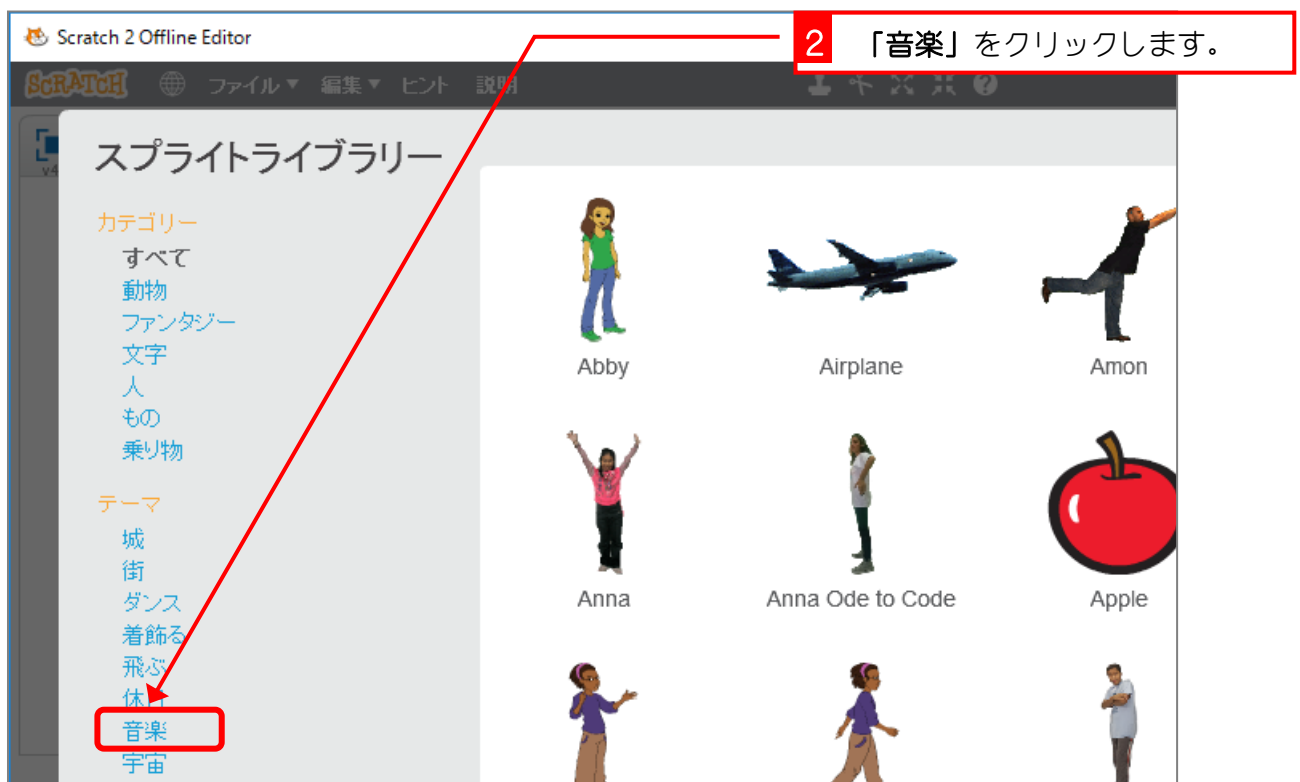 Scratch 2 Offline Editor
2 「音楽」をクリックします。
SCRATCH ファイル▼ 編集▼ ヒント 説明
v4
スプライトライブラリー
カテゴリー
すべて
動物
ファンタジー
文字
人
もの
乗り物
テーマ
城
街
ダンス
着飾る
飛ぶ
休日
音楽
宇宙
Abby Airplane Amon
Anna Anna Ode to Code Apple